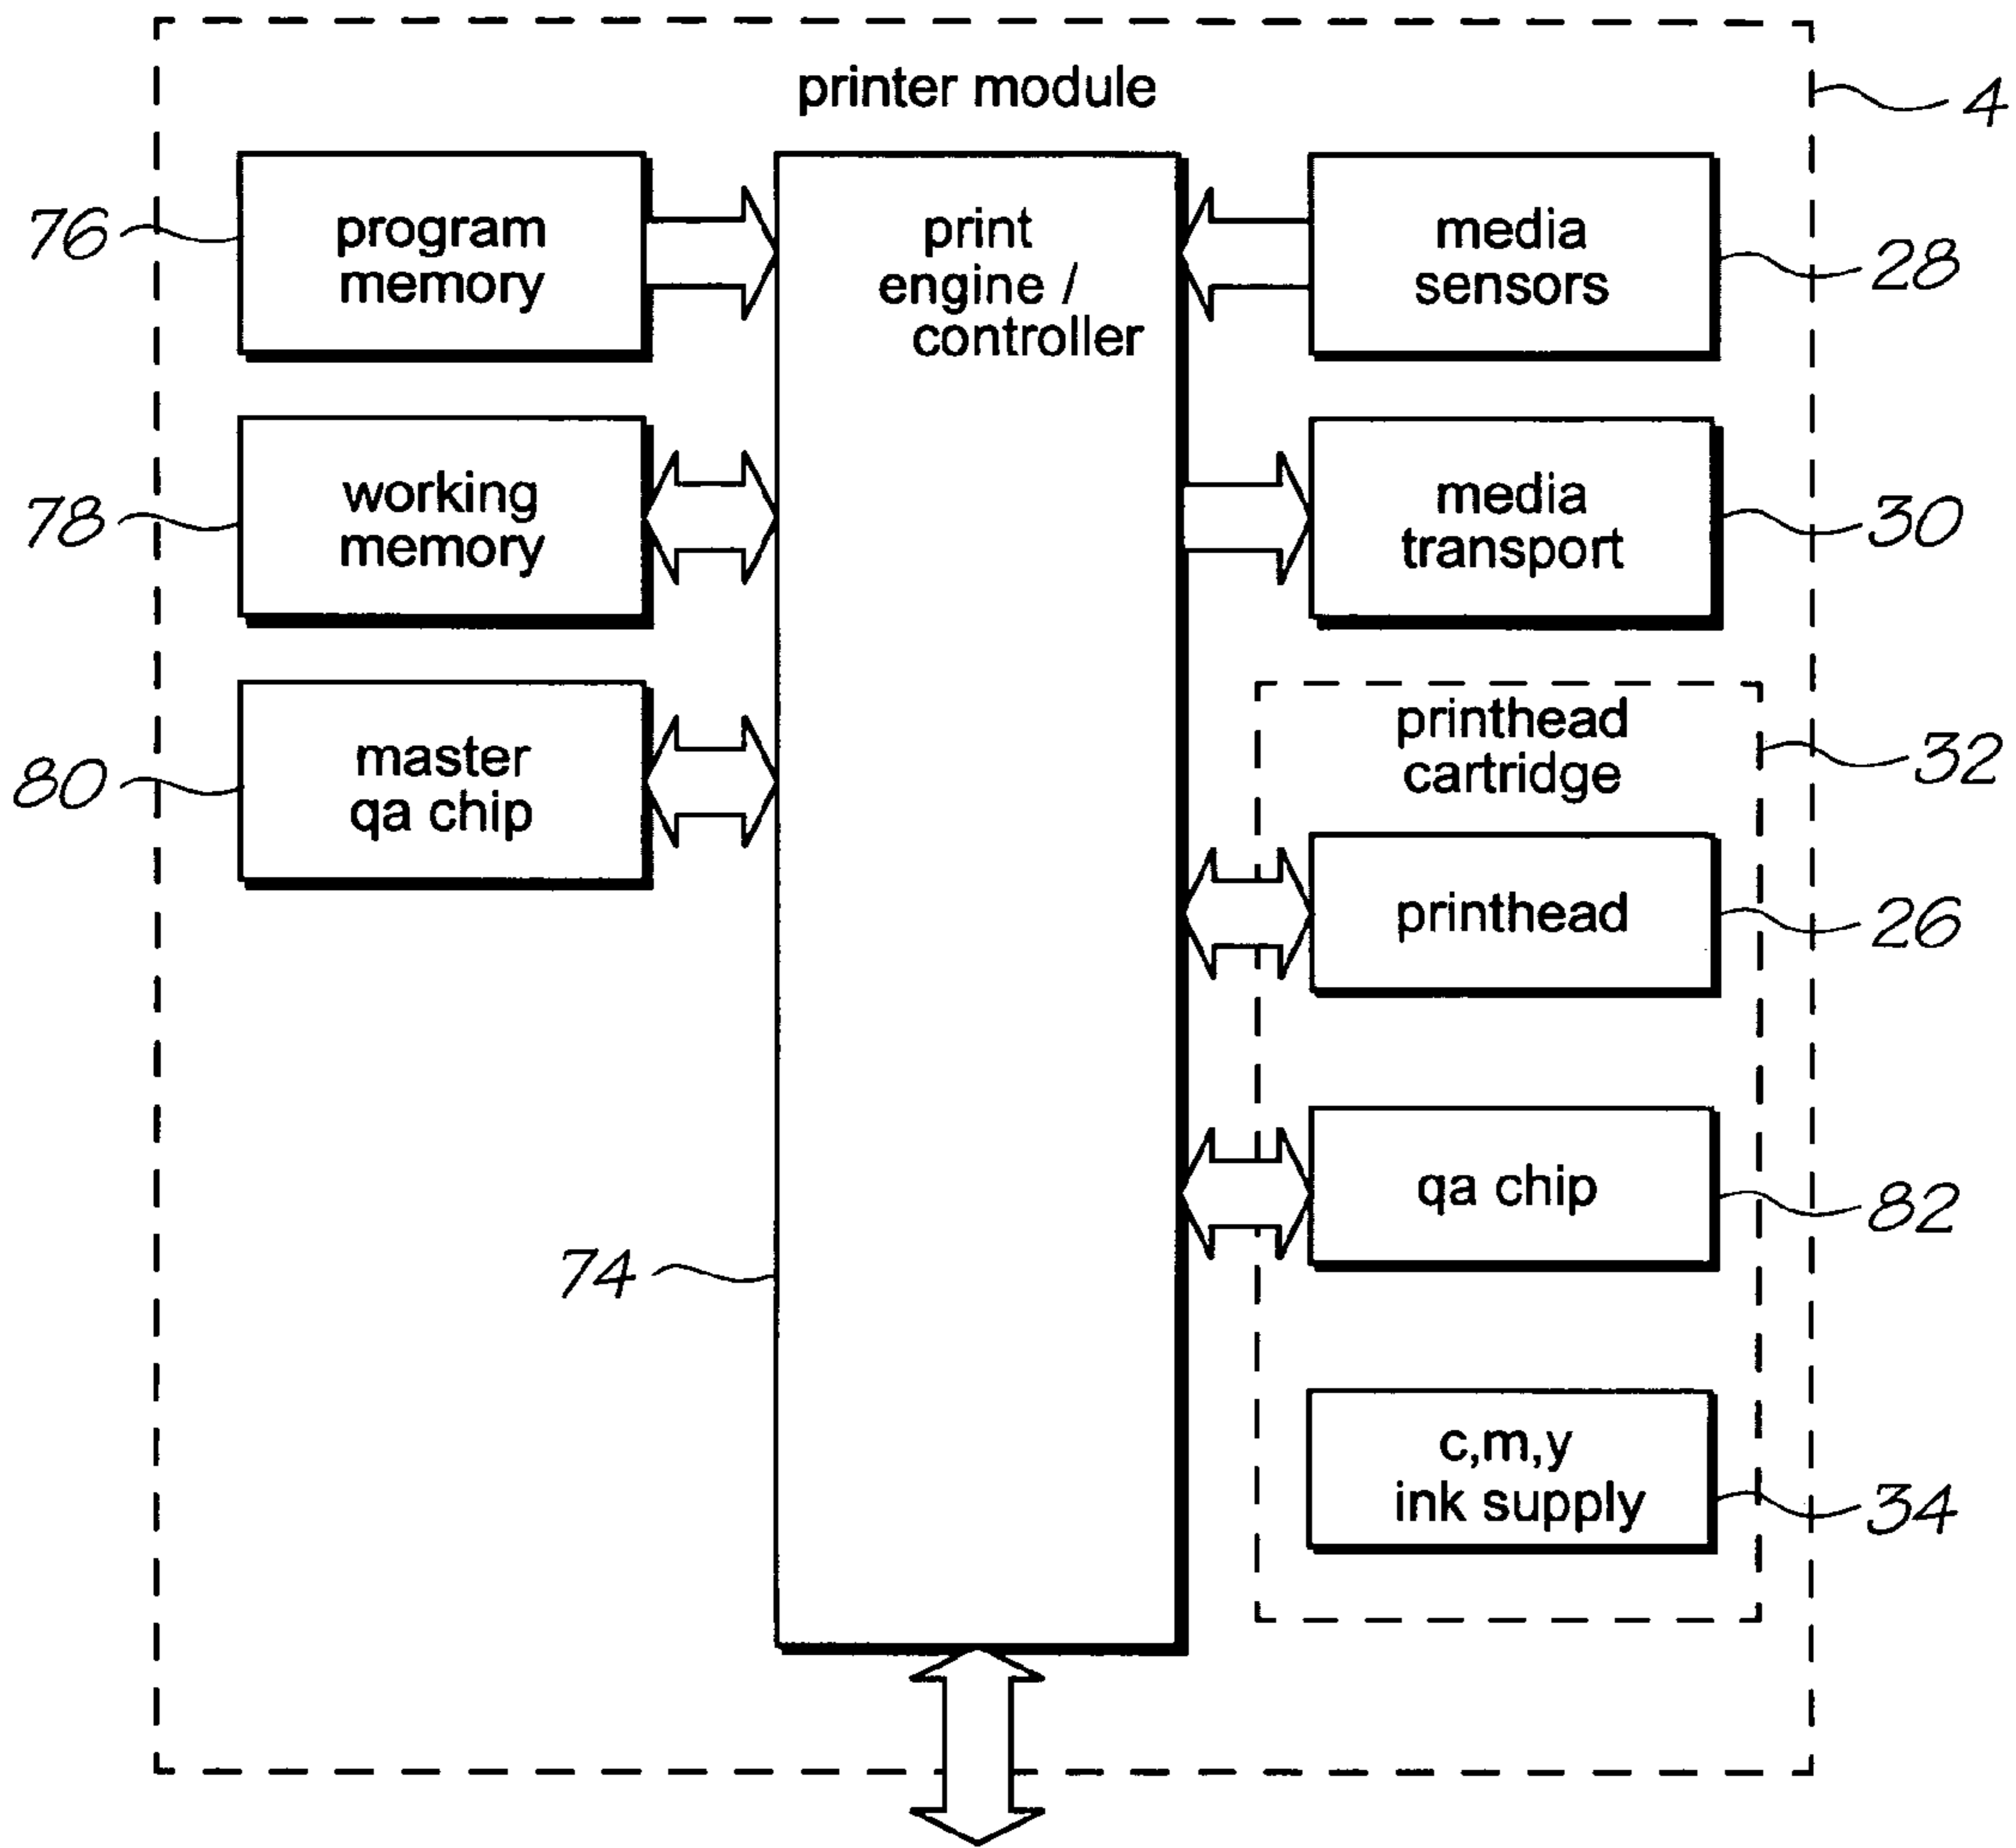 printer module
4
76
program
memory
print
engine /
controller
media
sensors
28
78
working
memory
media
transport
30
80
master
qa chip
printhead
cartridge
32
printhead
26
74
qa chip
82
c,m,y
ink supply
34